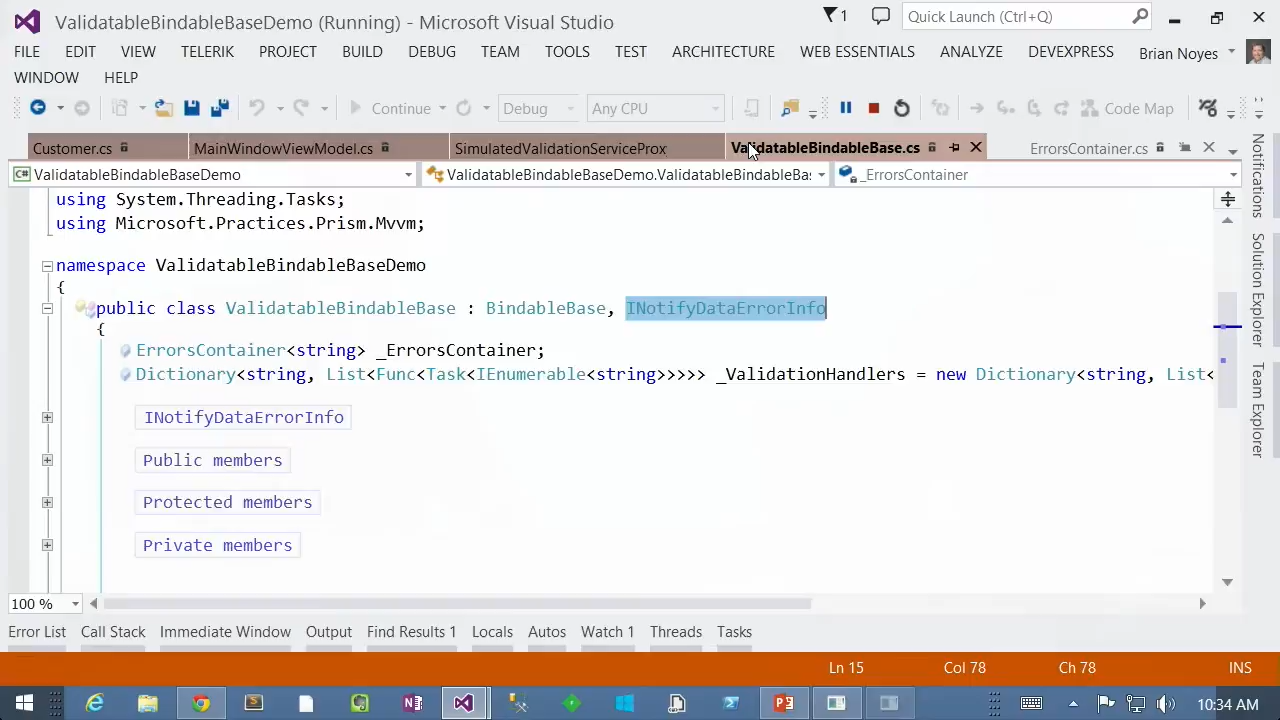 ValidatableBindableBaseDemo (Running) - Microsoft Visual Studio
1
Quick Launch (Ctrl+Q)
FILE EDIT VIEW TELERIK PROJECT BUILD DEBUG TEAM TOOLS TEST ARCHITECTURE WEB ESSENTIALS ANALYZE DEVEXPRESS Brian Noyes
WINDOW HELP
Continue Debug Any CPU Code Map
Customer.cs MainWindowViewModel.cs SimulatedValidationServiceProx ValidatableBindableBase.cs ErrorsContainer.cs
C# ValidatableBindableBaseDemo ValidatableBindableBaseDemo.ValidatableBindableBa _ErrorsContainer
using System.Threading.Tasks;
using Microsoft.Practices.Prism.Mvvm;
namespace ValidatableBindableBaseDemo
{
public class ValidatableBindableBase : BindableBase, INotifyDataErrorInfo
{
ErrorsContainer<string> _ErrorsContainer;
Dictionary<string, List<Func<Task<IEnumerable<string>>>>> _ValidationHandlers = new Dictionary<string, List<
INotifyDataErrorInfo
Public members
Protected members
Private members
100 %
Notifications
Solution Explorer
Team Explorer
Error List Call Stack Immediate Window Output Find Results 1 Locals Autos Watch 1 Threads Tasks
Ln 15 Col 78 Ch 78 INS
10:34 AM